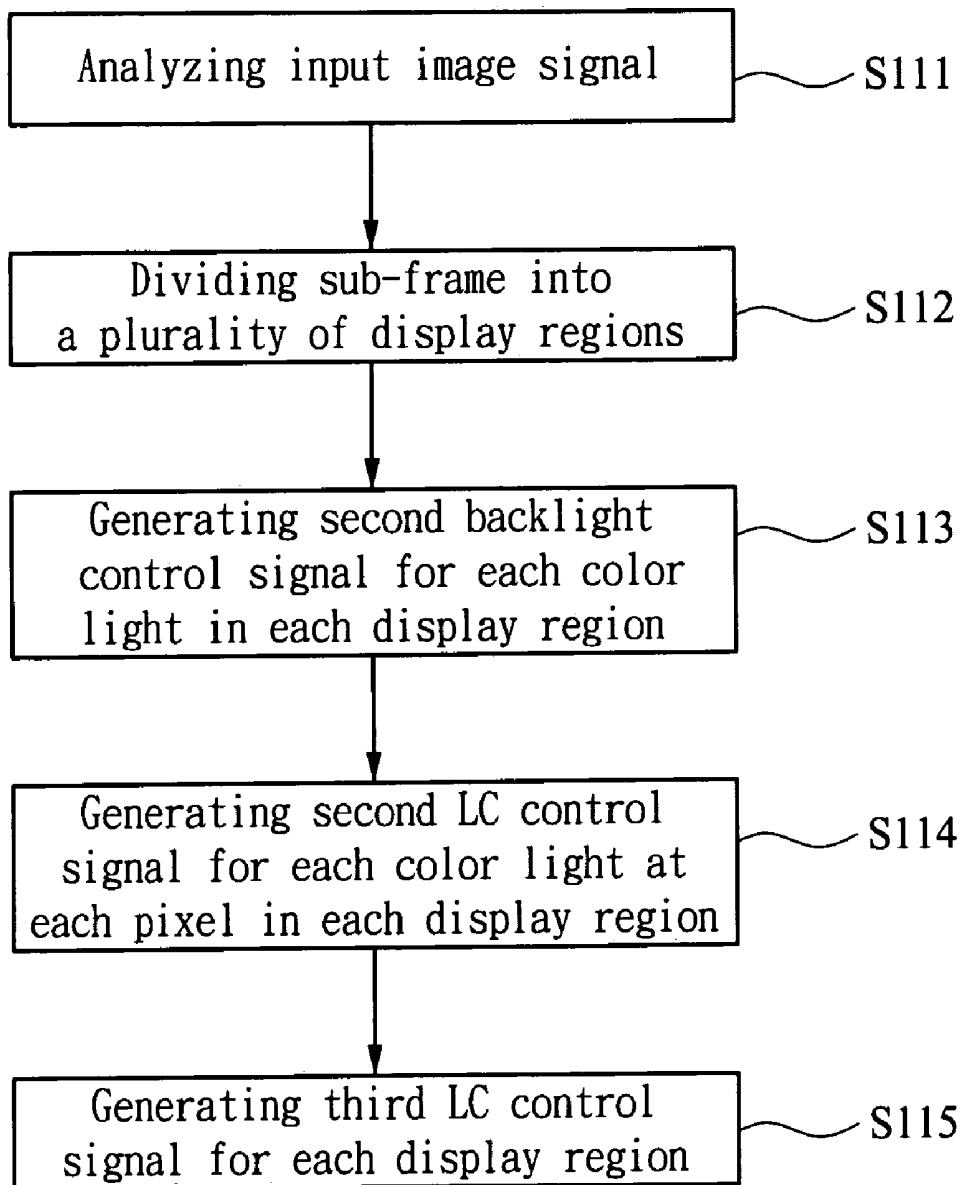 Analyzing input image signal
S111
Dividing sub-frame into
a plurality of display regions
S112
Generating second backlight
control signal for each color
light in each display region
S113
Generating second LC control
signal for each color light at
each pixel in each display region
S114
Generating third LC control
signal for each display region
S115